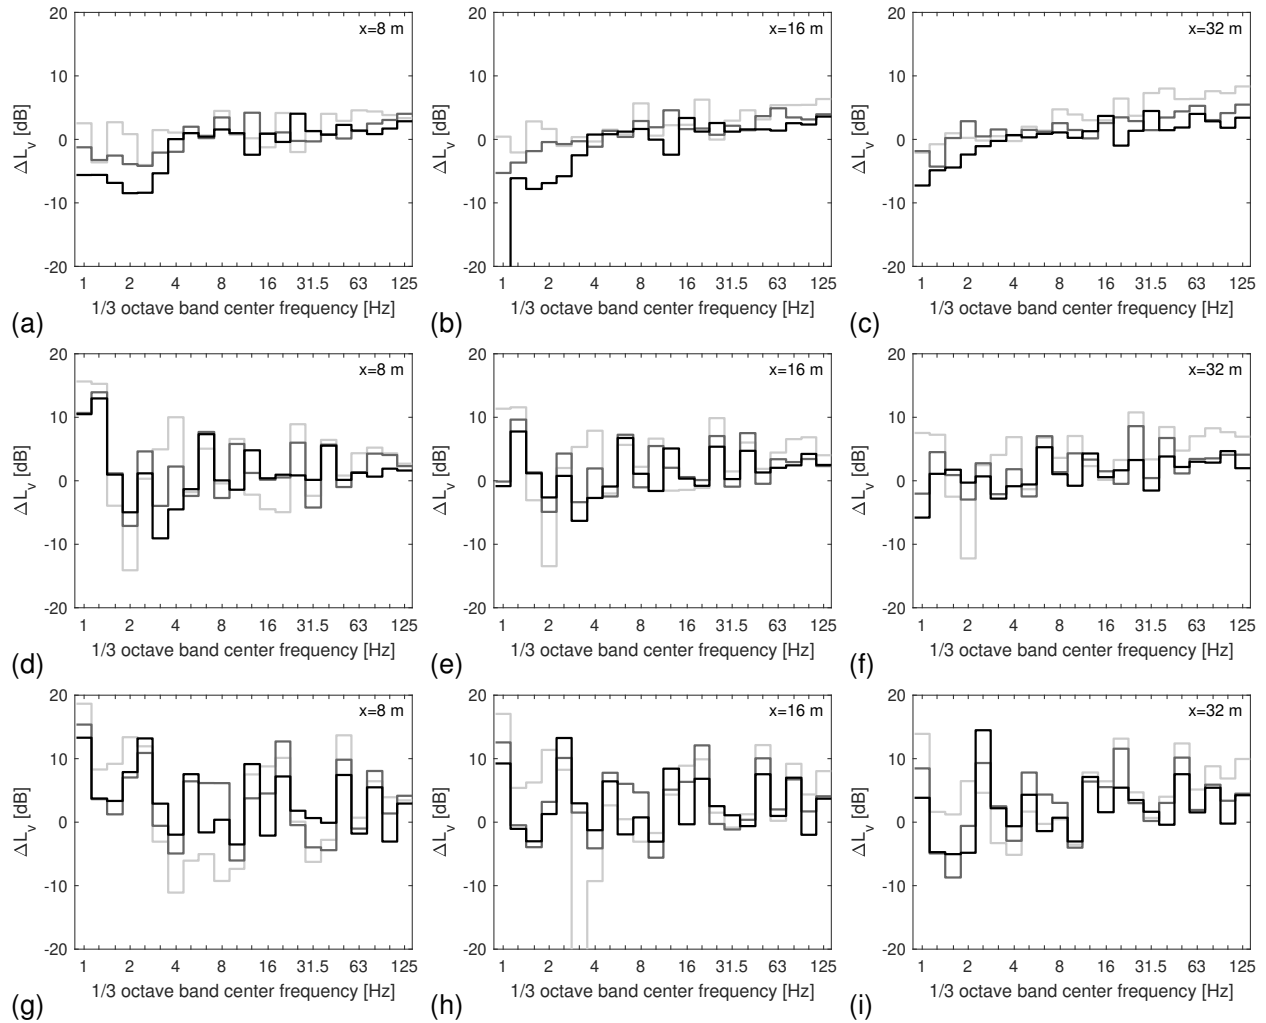 20 x=8 m
10
0
-10
-20
ΔLv [dB]
1 2 4 8 16 31.5 63 125
1/3 octave band center frequency [Hz]
(a)
20 x=16 m
10
0
-10
-20
ΔLv [dB]
1 2 4 8 16 31.5 63 125
1/3 octave band center frequency [Hz]
(b)
20 x=32 m
10
0
-10
-20
ΔLv [dB]
1 2 4 8 16 31.5 63 125
1/3 octave band center frequency [Hz]
(c)
20 x=8 m
10
0
-10
-20
ΔLv [dB]
1 2 4 8 16 31.5 63 125
1/3 octave band center frequency [Hz]
(d)
20 x=16 m
10
0
-10
-20
ΔLv [dB]
1 2 4 8 16 31.5 63 125
1/3 octave band center frequency [Hz]
(e)
20 x=32 m
10
0
-10
-20
ΔLv [dB]
1 2 4 8 16 31.5 63 125
1/3 octave band center frequency [Hz]
(f)
20 x=8 m
10
0
-10
-20
ΔLv [dB]
1 2 4 8 16 31.5 63 125
1/3 octave band center frequency [Hz]
(g)
20 x=16 m
10
0
-10
-20
ΔLv [dB]
1 2 4 8 16 31.5 63 125
1/3 octave band center frequency [Hz]
(h)
20 x=32 m
10
0
-10
-20
ΔLv [dB]
1 2 4 8 16 31.5 63 125
1/3 octave band center frequency [Hz]
(i)